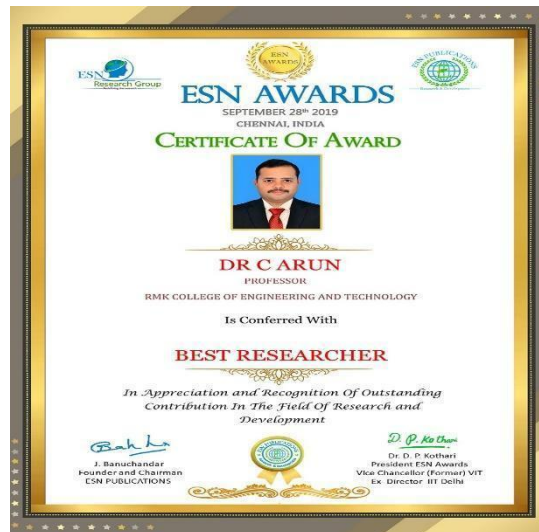 ESN
Research Group
ESN
AWARDS
ESN PUBLICATIONS
ESN AWARDS
SEPTEMBER 28th 2019
CHENNAI, INDIA
CERTIFICATE OF AWARD
DR C ARUN
PROFESSOR
RMK COLLEGE OF ENGINEERING AND TECHNOLOGY
Is Conferred With
BEST RESEARCHER
In Appreciation and Recognition Of Outstanding
Contribution In The Field Of Research and
Development
J. Banuchandar
Founder and Chairman
ESN PUBLICATIONS
D. P. Kothari
Dr. D. P. Kothari
President ESN Awards
Vice Chancellor (Former) VIT
Ex Director IIT Delhi